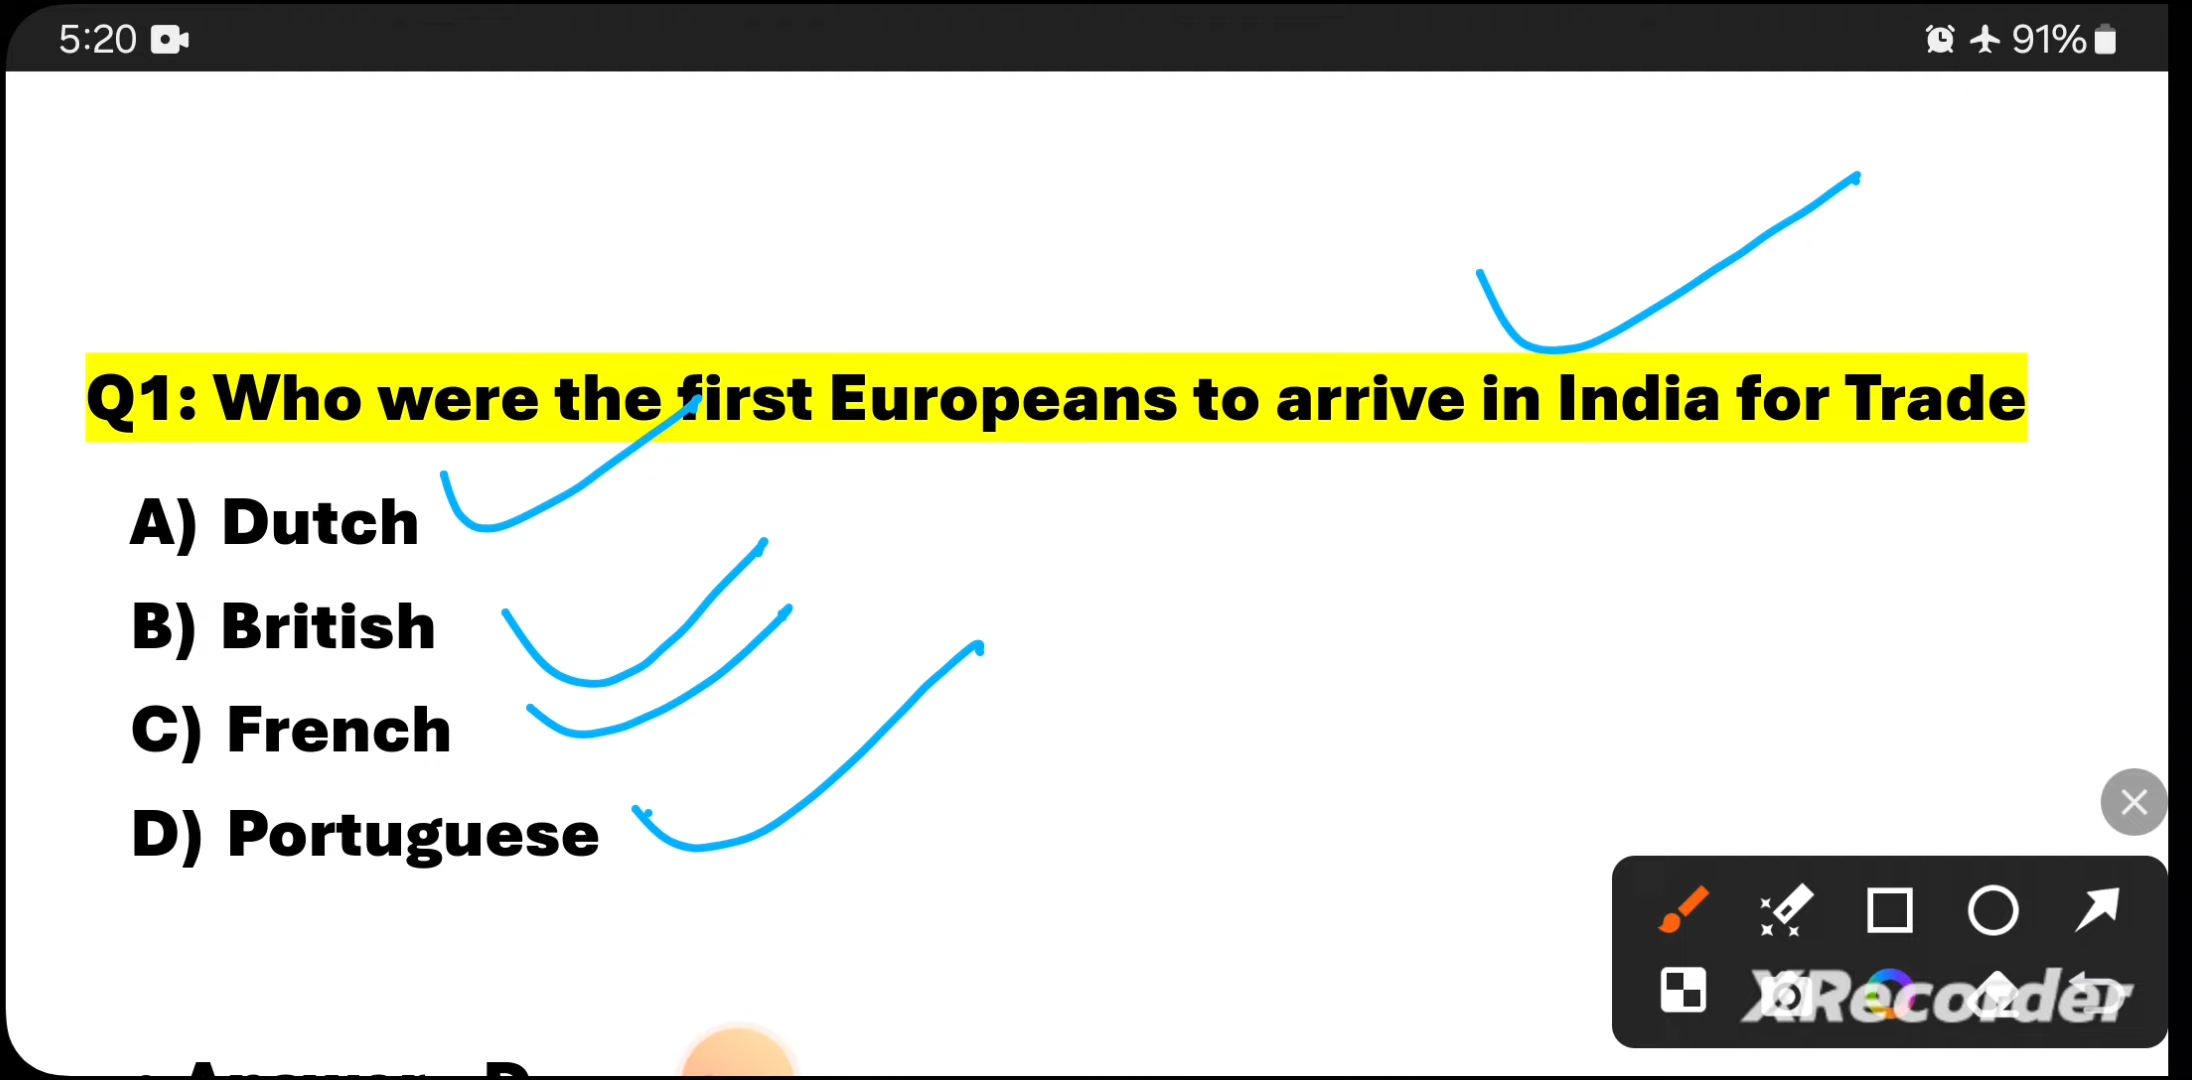 5:20 91%
Q1: Who were the first Europeans to arrive in India for Trade
A) Dutch
B) British
C) French
D) Portuguese
XRecorder